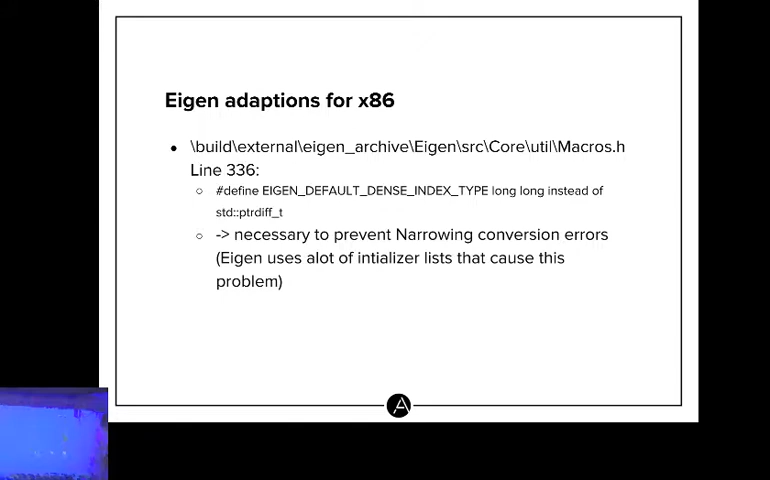 Eigen adaptions for x86
• \build\external\eigen_archive\Eigen\src\Core\util\Macros.h
Line 336:
○ #define EIGEN_DEFAULT_DENSE_INDEX_TYPE long long instead of
std::ptrdiff_t
○ -> necessary to prevent Narrowing conversion errors
(Eigen uses alot of intializer lists that cause this
problem)